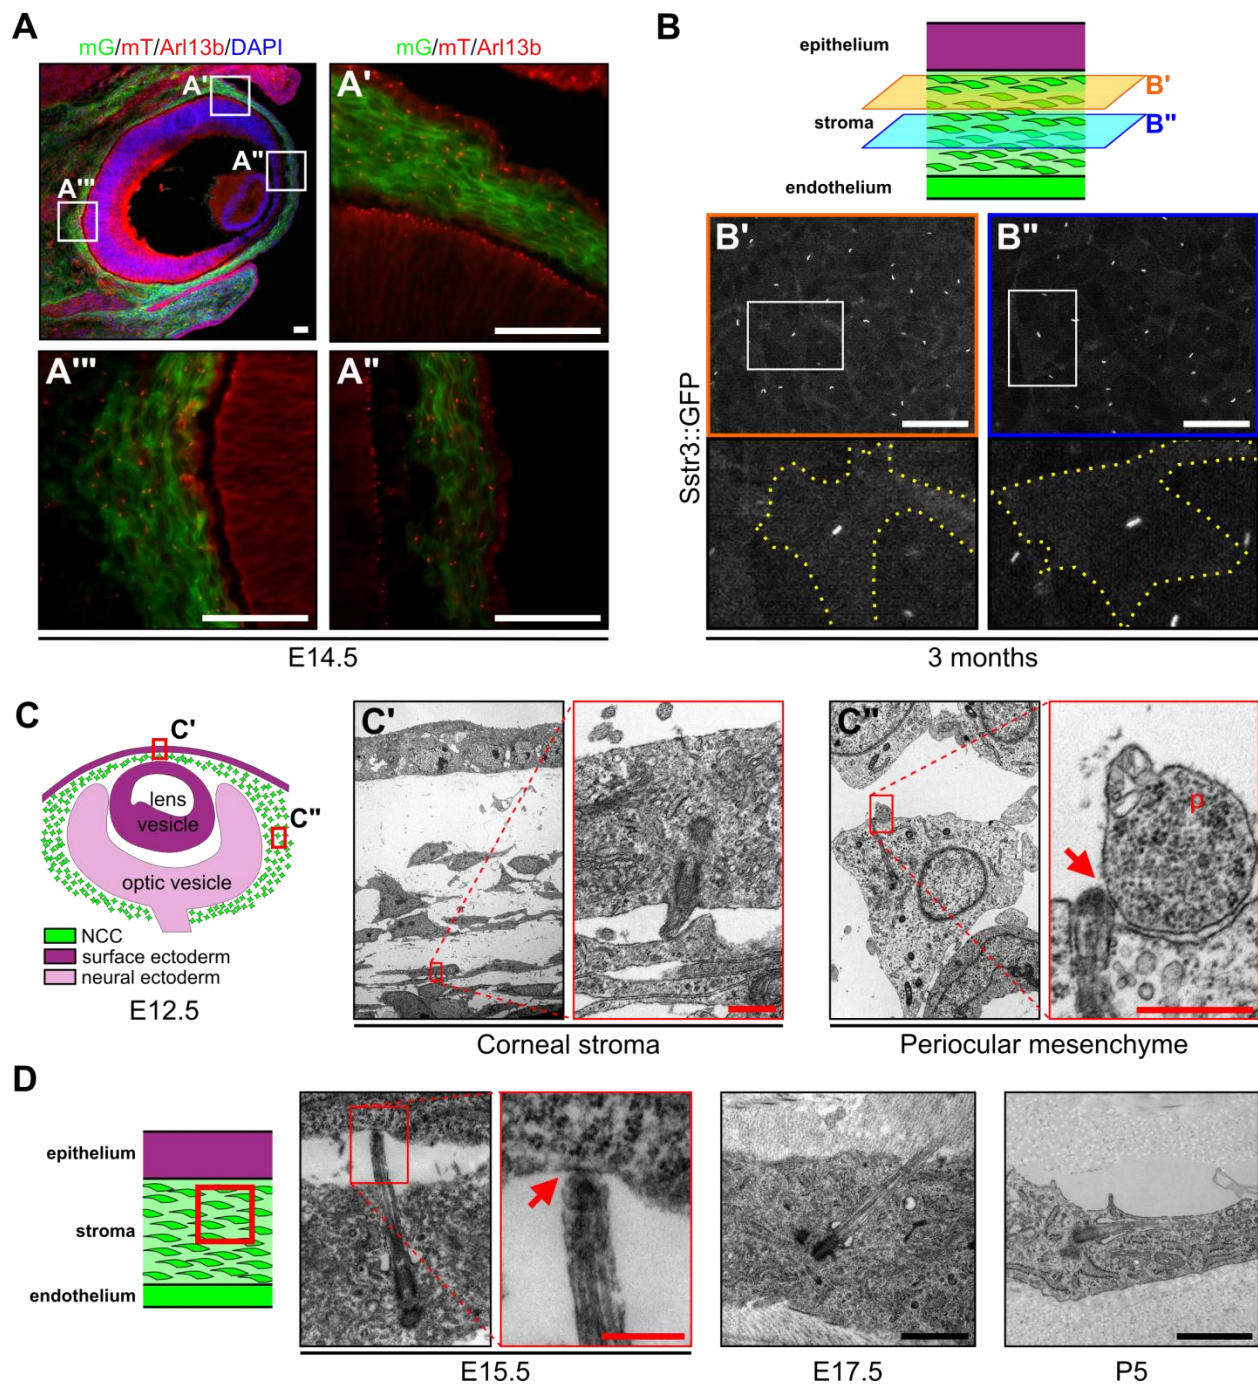 A
mG/mT/Arl13b/DAPI
mG/mT/Arl13b
A'
A"
A'"
A'
A'"
A"
E14.5
B
epithelium
stroma
endothelium
B'
B"
Sstr3::GFP
B'
B"
3 months
C
C'
C"
lens
vesicle
optic vesicle
NCC
surface ectoderm
neural ectoderm
E12.5
C'
Corneal stroma
C"
p
Periocular mesenchyme
D
epithelium
stroma
endothelium
E15.5
E17.5
P5